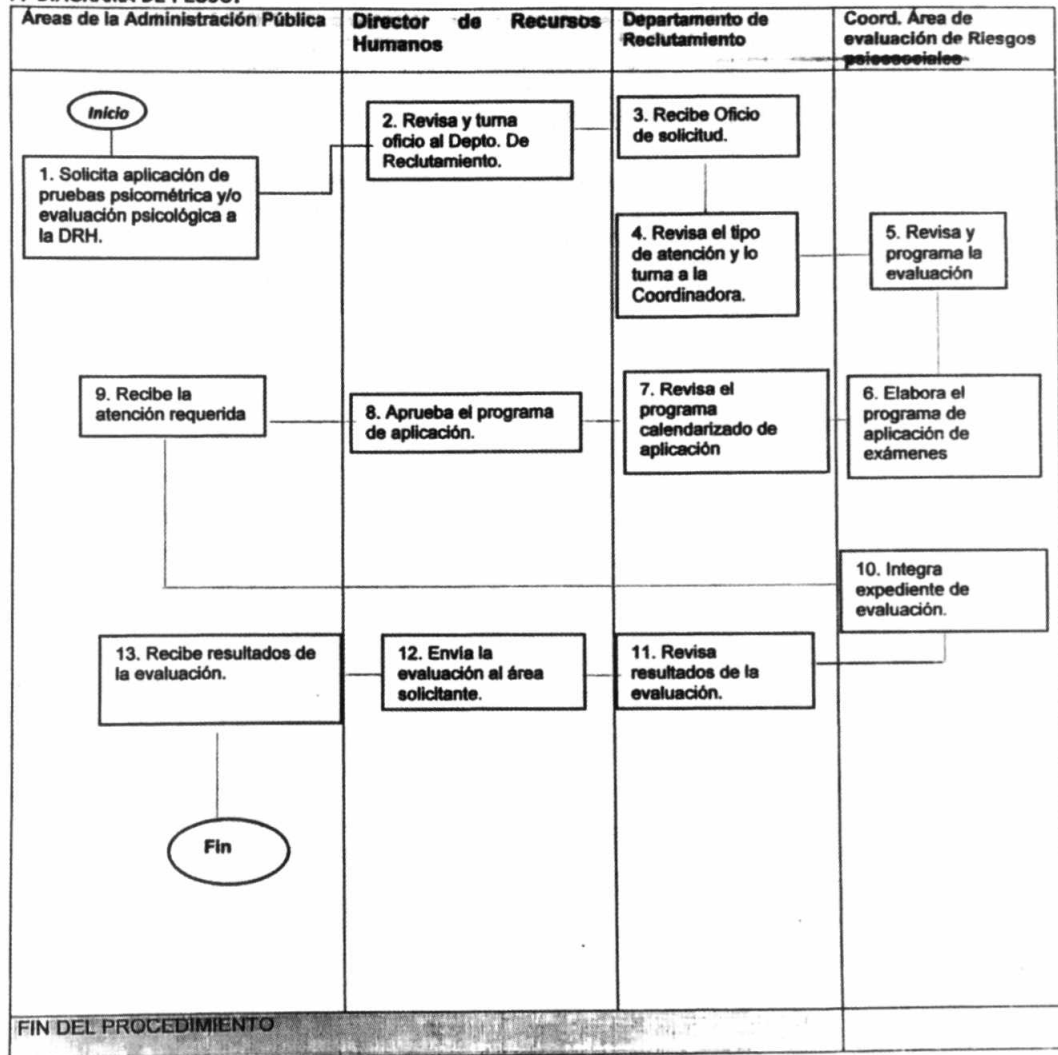 Áreas de la Administración Pública
Director de Recursos
Humanos
Departamento de
Reclutamiento
Coord. Área de
evaluación de Riesgos
psicosociales
Inicio
1. Solicita aplicación de
pruebas psicométrica y/o
evaluación psicológica a
la DRH.
2. Revisa y turna
oficio al Depto. De
Reclutamiento.
3. Recibe Oficio
de solicitud.
4. Revisa el tipo
de atención y lo
turna a la
Coordinadora.
5. Revisa y
programa la
evaluación
6. Elabora el
programa de
aplicación de
exámenes
7. Revisa el
programa
calendarizado de
aplicación
8. Aprueba el programa
de aplicación.
9. Recibe la
atención requerida
10. Integra
expediente de
evaluación.
11. Revisa
resultados de la
evaluación.
12. Envía la
evaluación al área
solicitante.
13. Recibe resultados de
la evaluación.
Fin
FIN DEL PROCEDIMIENTO